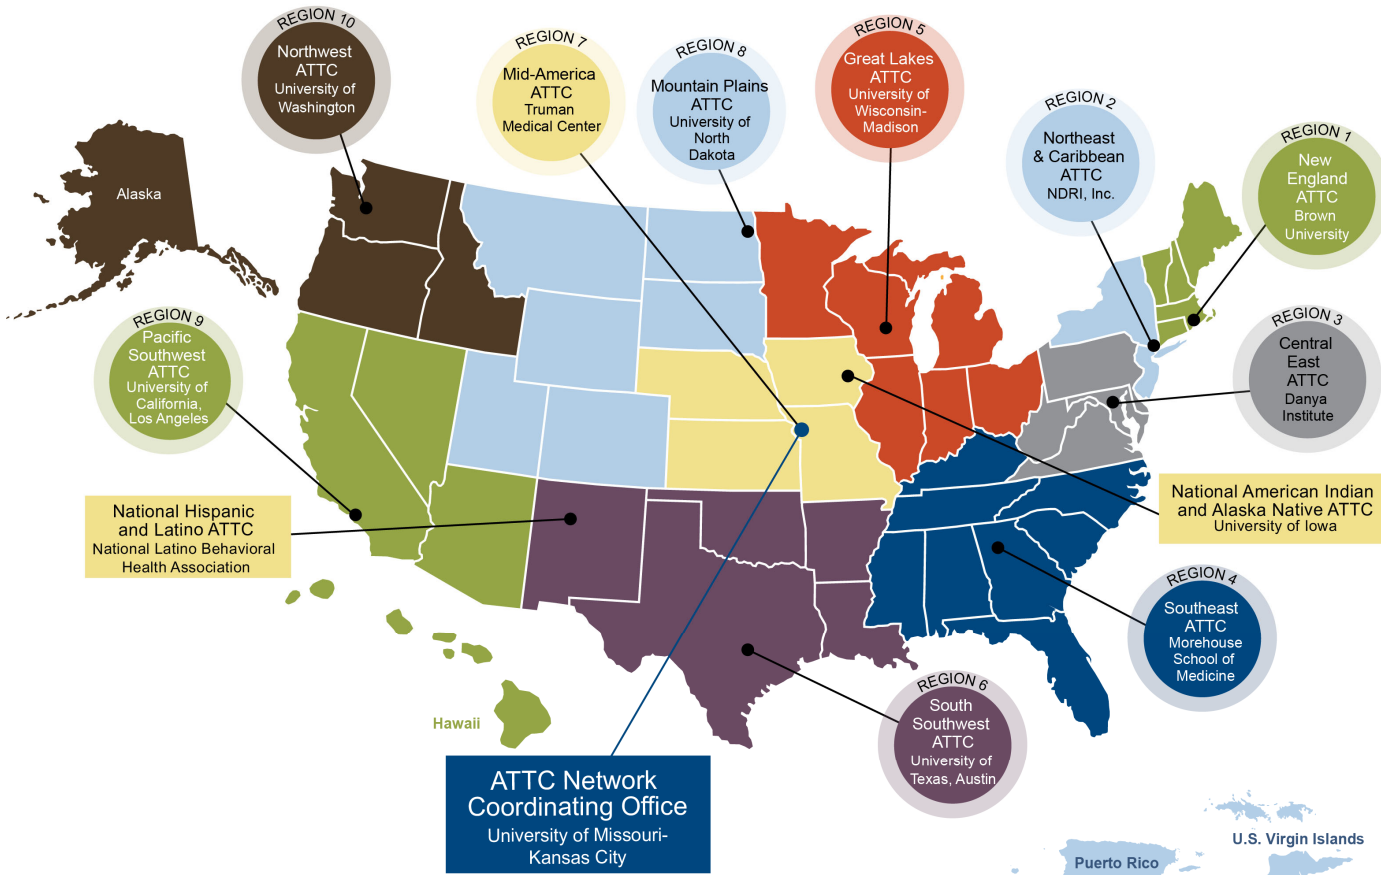 REGION 10
Northwest
ATTC
University of
Washington
REGION 7
Mid-America
ATTC
Truman
Medical Center
REGION 8
Mountain Plains
ATTC
University of
North
Dakota
REGION 5
Great Lakes
ATTC
University of
Wisconsin-
Madison
REGION 2
Northeast
& Caribbean
ATTC
NDRI, Inc.
REGION 1
New
England
ATTC
Brown
University
Alaska
REGION 9
Pacific
Southwest
ATTC
University of
California,
Los Angeles
REGION 3
Central
East
ATTC
Danya
Institute
National Hispanic
and Latino ATTC
National Latino Behavioral
Health Association
National American Indian
and Alaska Native ATTC
University of Iowa
REGION 4
Southeast
ATTC
Morehouse
School of
Medicine
REGION 6
South
Southwest
ATTC
University of
Texas, Austin
Hawaii
ATTC Network
Coordinating Office
University of Missouri-
Kansas City
U.S. Virgin Islands
Puerto Rico